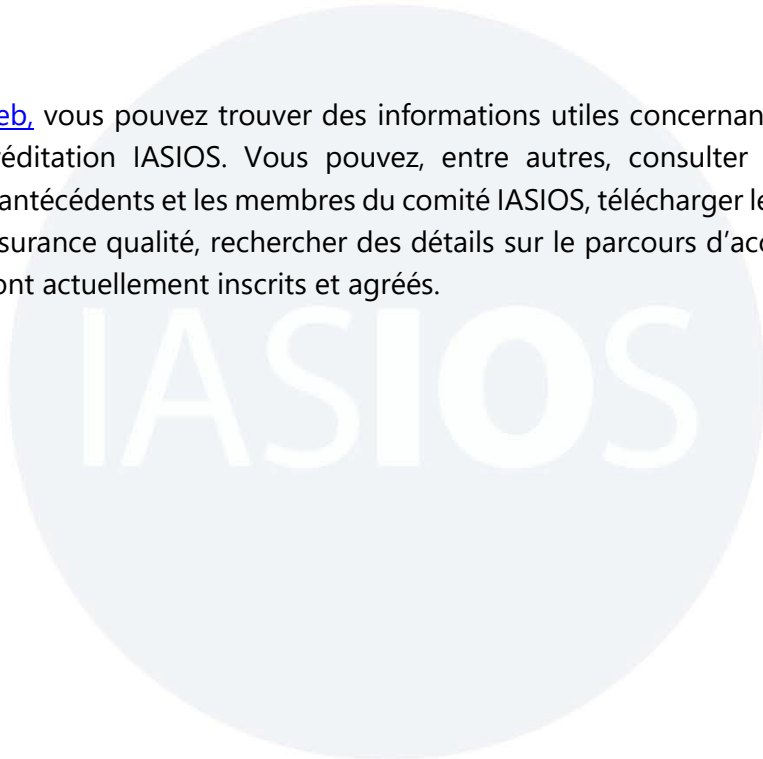 eb, vous pouvez trouver des informations utiles concernan
réditation IASIOS. Vous pouvez, entre autres, consulter
antécédents et les membres du comité IASIOS, télécharger le
surance qualité, rechercher des détails sur le parcours d’acc
ont actuellement inscrits et agréés.
IASIOS